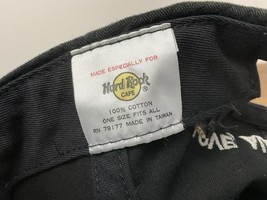 MADE ESPECIALLY FOR
Hard Rock
CAFE
®
100% COTTON
ONE SIZE FITS ALL
RN 79177 MADE IN TAIWAN